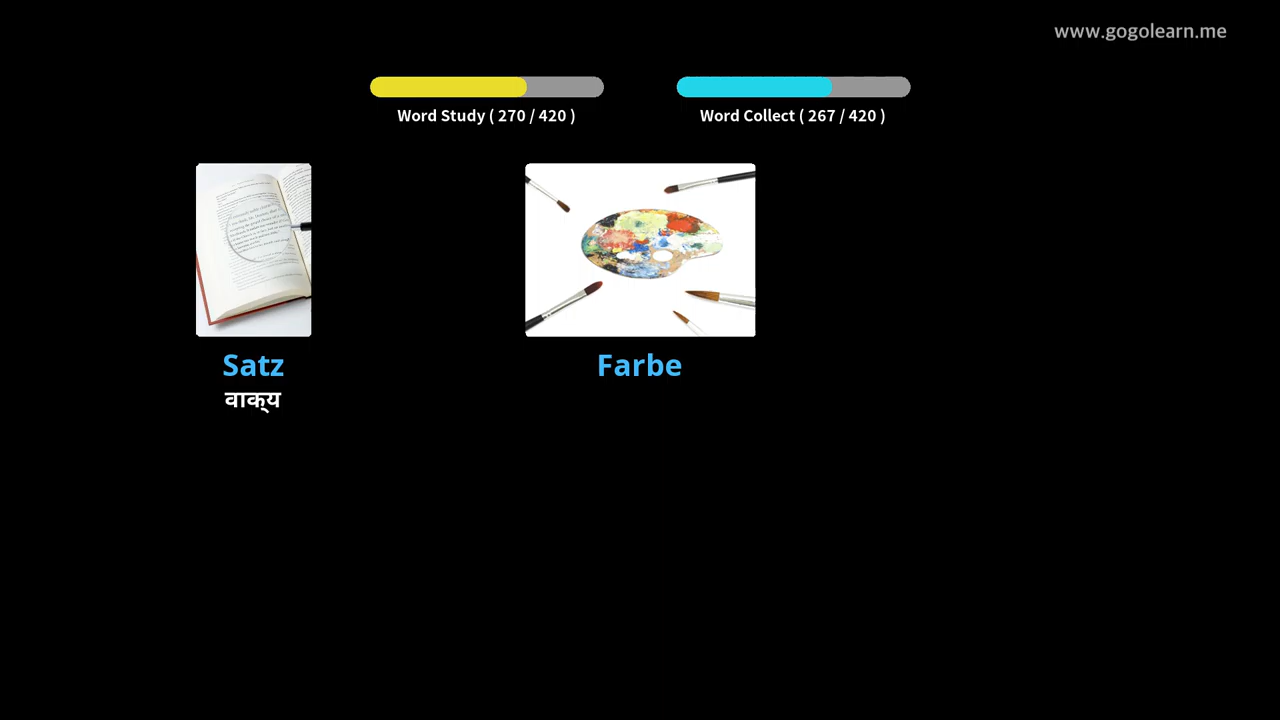 www.gogolearn.me
Word Study ( 270 / 420 )
Word Collect ( 267 / 420 )
Satz
वाक्य
Farbe